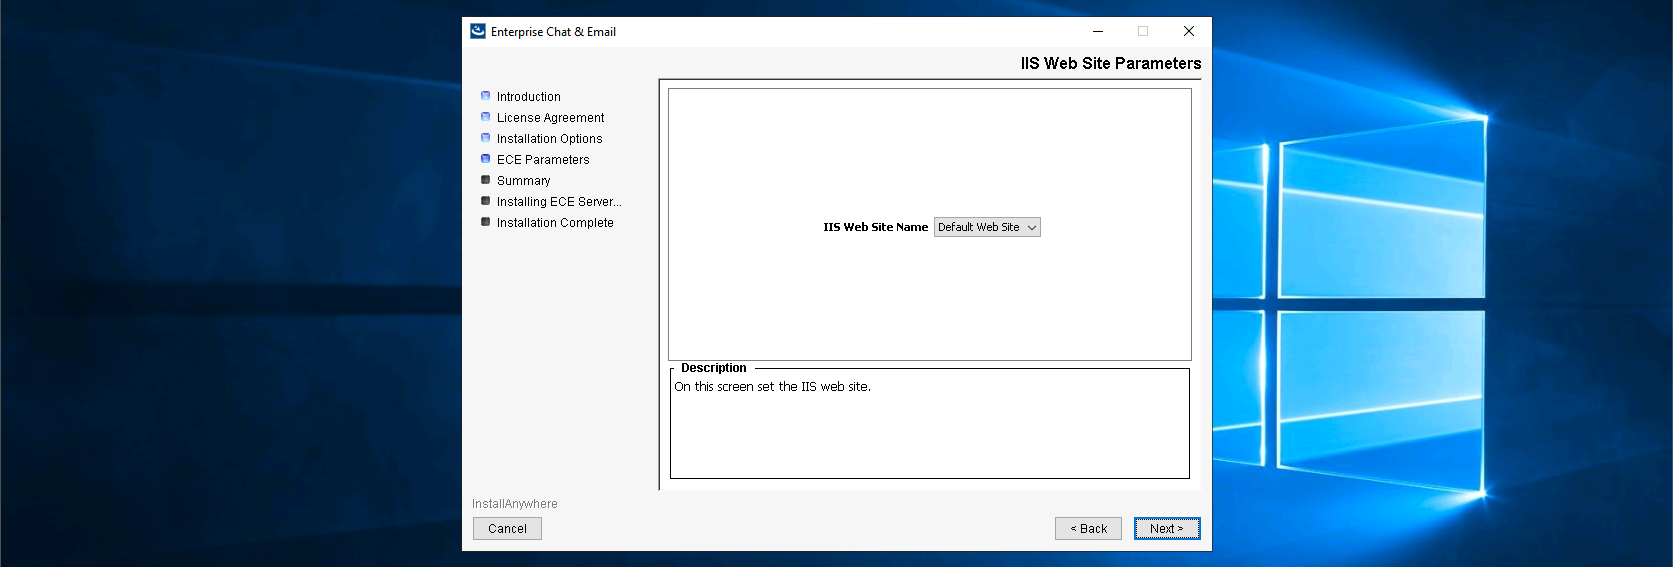 Enterprise Chat & Email
IIS Web Site Parameters
Introduction
License Agreement
Installation Options
ECE Parameters
Summary
Installing ECE Server...
Installation Complete
IIS Web Site Name Default Web Site
Description
On this screen set the IIS web site.
InstallAnywhere
Cancel
< Back
Next >